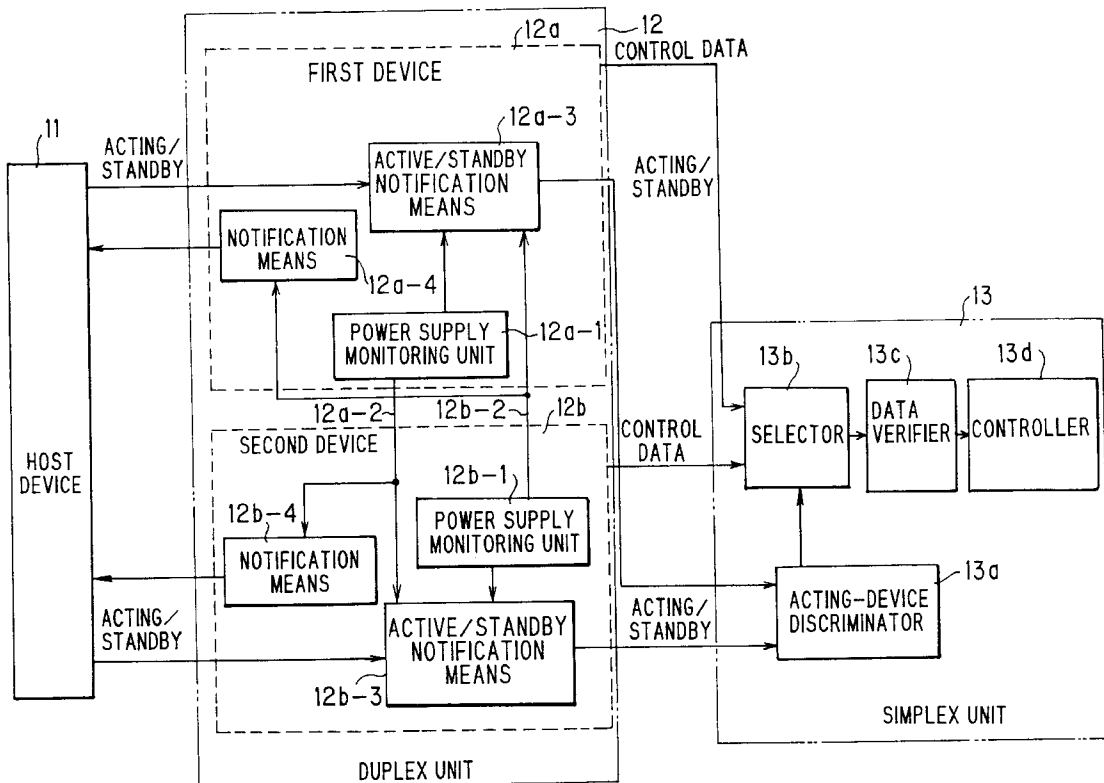 12
12a
CONTROL DATA
FIRST DEVICE
11
ACTING/
STANDBY
12a-3
ACTIVE/STANDBY
NOTIFICATION
MEANS
ACTING/
STANDBY
NOTIFICATION
MEANS
12a-4
POWER SUPPLY
MONITORING UNIT
12a-1
13
13b
13c
13d
12a-2
12b-2
12b
SELECTOR
DATA
VERIFIER
CONTROLLER
SECOND DEVICE
CONTROL
DATA
HOST
DEVICE
12b-1
12b-4
POWER SUPPLY
MONITORING UNIT
NOTIFICATION
MEANS
13a
ACTING/
STANDBY
ACTIVE/STANDBY
NOTIFICATION
MEANS
ACTING/
STANDBY
ACTING-DEVICE
DISCRIMINATOR
12b-3
SIMPLEX UNIT
DUPLEX UNIT